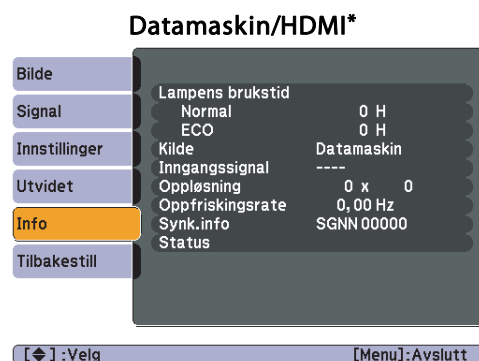 Datamaskin/HDMI*
Bilde
Signal
Innstillinger
Utvidet
Info
Tilbakestill
Lampens brukstid
Normal 0 H
ECO 0 H
Kilde Datamaskin
Inngangssignal ----
Oppløsning 0 x 0
Oppfriskingsrate 0,00 Hz
Synk.info SGNN 00000
Status
[◆] :Velg [Menu]:Avslutt